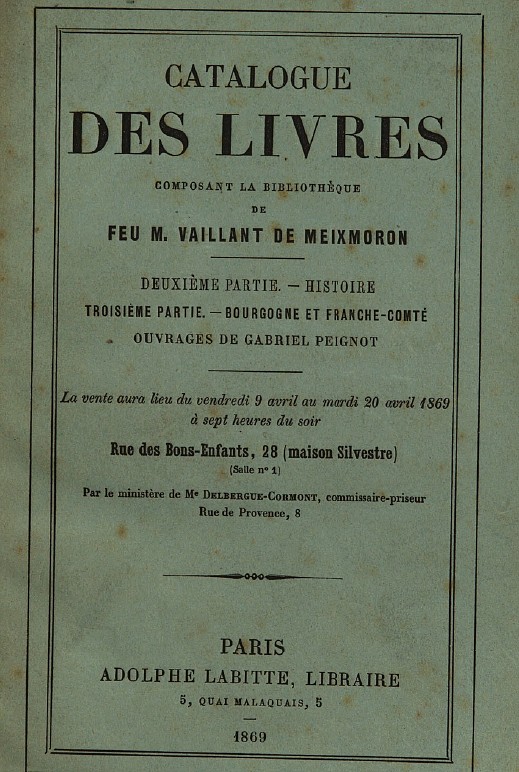 CATALOGUE
DES LIVRES
COMPOSANT LA BIBLIOTHÈQUE
DE
FEU M. VAILLANT DE MEIXMORON
DEUXIÈME PARTIE. — HISTOIRE
TROISIÈME PARTIE. — BOURGOGNE ET FRANCHE-COMTÉ
OUVRAGES DE GABRIEL PEIGNOT
La vente aura lieu du vendredi 9 avril au mardi 20 avril 1869
à sept heures du soir
Rue des Bons-Enfants, 28 (maison Silvestre)
(Salle nº 1)
Par le ministère de Mᵉ DELBERGUE-CORMONT, commissaire-priseur
Rue de Provence, 8
PARIS
ADOLPHE LABITTE, LIBRAIRE
5, QUAI MALAQUAIS, 5
—
1869